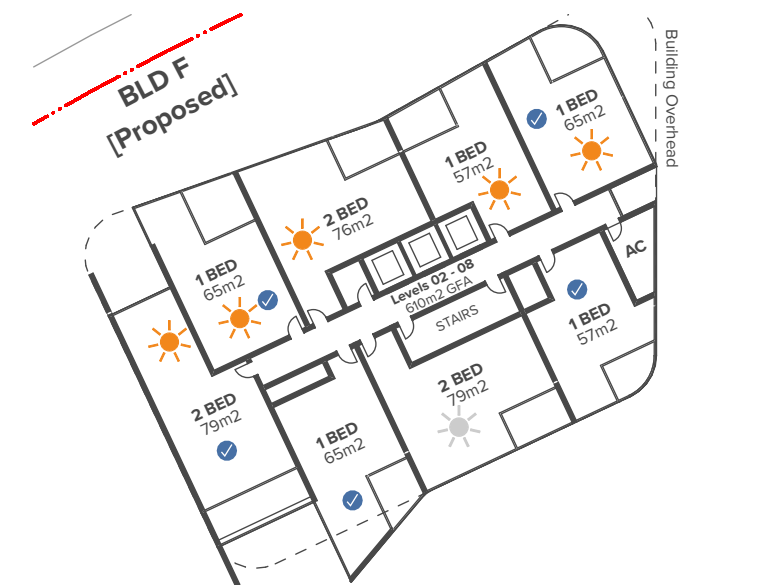 BLD F
[Proposed]
Building Overhead
1 BED
65m2
1 BED
57m2
2 BED
76m2
1 BED
65m2
AC
Levels 02 - 08
610m2 GFA
STAIRS
1 BED
57m2
2 BED
79m2
2 BED
79m2
1 BED
65m2